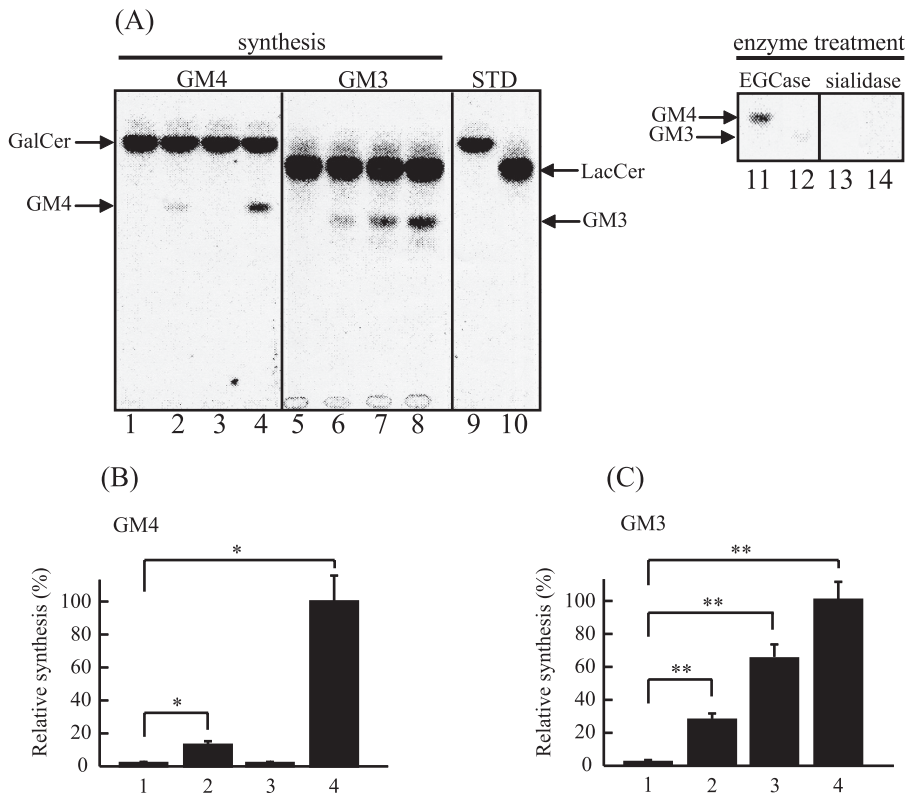 (A)
synthesis
GM4 GM3 STD
GalCer
GM4
LacCer
GM3
1 2 3 4 5 6 7 8 9 10
enzyme treatment
EGCase sialidase
GM4
GM3
11 12 13 14
(B)
GM4
Relative synthesis (%)
100
80
60
40
20
0
* *
1 2 3 4
(C)
GM3
Relative synthesis (%)
100
80
60
40
20
0
** ** **
1 2 3 4